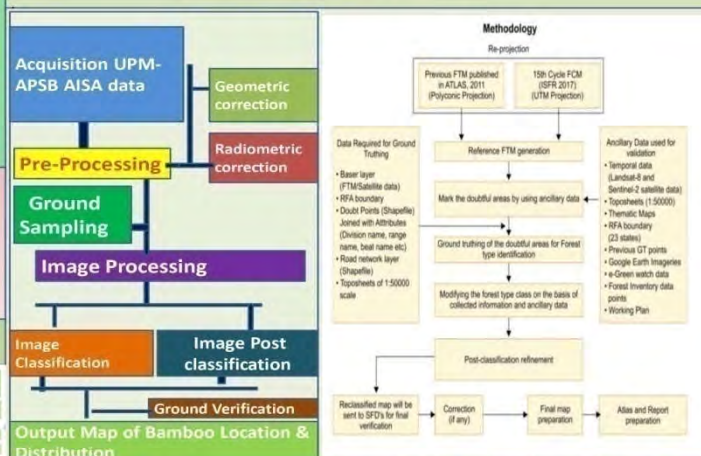 Acquisition UPM-
APSB AISA data
Geometric
correction
Pre-Processing
Radiometric
correction
Ground
Sampling
Image Processing
Image
Classification
Image Post
classification
Ground Verification
Output Map of Bamboo Location &
Distribution
Methodology
Re-projection
Previous FTM published
in ATLAS, 2011
(Polyconic Projection)
15th Cycle FCM
(ISFR 2017)
(UTM Projection)
Data Required for Ground
Truthing
• Baser layer
(FTM/Satellite data)
• RFA boundary
• Doubt Points (Shapefile)
Joined with Attributes
(Division name, range
name, beat name etc)
• Road network layer
(Shapefile)
• Toposheets of 1:50000
scale
Reference FTM generation
Mark the doubtful areas by using ancillary data
Ground truthing of the doubtful areas for Forest
type identification
Modifying the forest type class on the basis of
collected information and ancillary data
Post-classification refinement
Ancillary Data used for
validation
• Temporal data
(Landsat-8 and
Sentinel-2 satellite data)
• Toposheets (1:50000)
• Thematic Maps
• RFA boundary
(23 states)
• Previous GT points
• Google Earth Imageries
• e-Green watch data
• Forest Inventory data
points
• Working Plan
Reclassified map will be
sent to SFD's for final
verification
Correction
(if any)
Final map
preparation
Atlas and Report
preparation